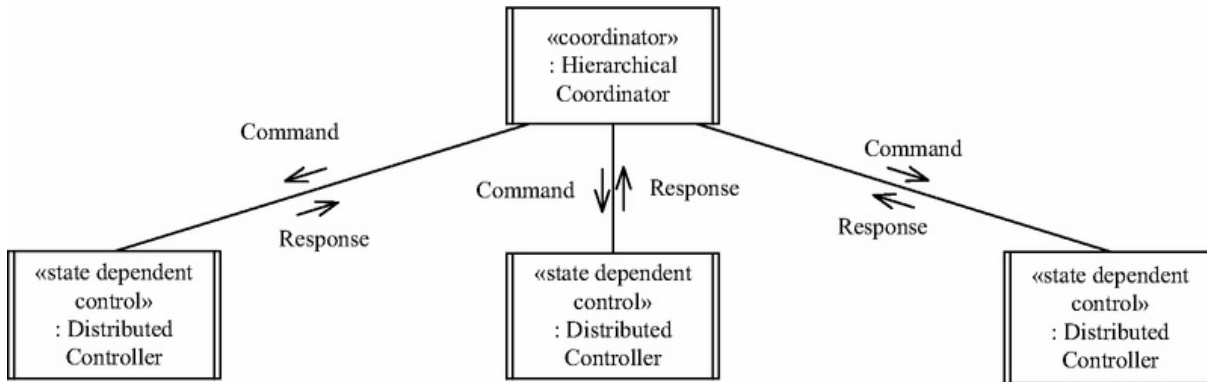 «coordinator»
: Hierarchical
Coordinator
Command
Response
Command
Response
Command
Response
«state dependent
control»
: Distributed
Controller
«state dependent
control»
: Distributed
Controller
«state dependent
control»
: Distributed
Controller